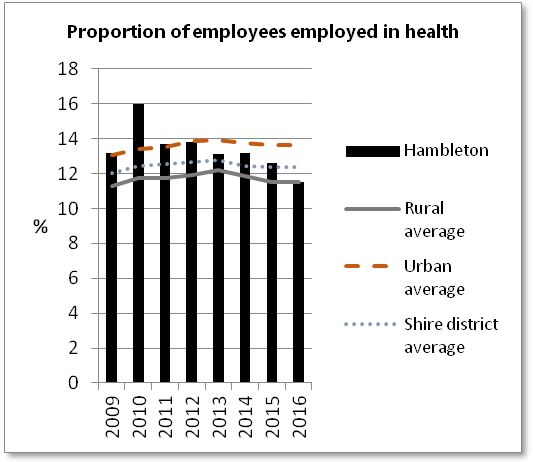 Proportion of employees employed in health
18
16
14
12
10
8
6
4
2
0
%
2009
2010
2011
2012
2013
2014
2015
2016
Hambleton
Rural
average
Urban
average
Shire district
average